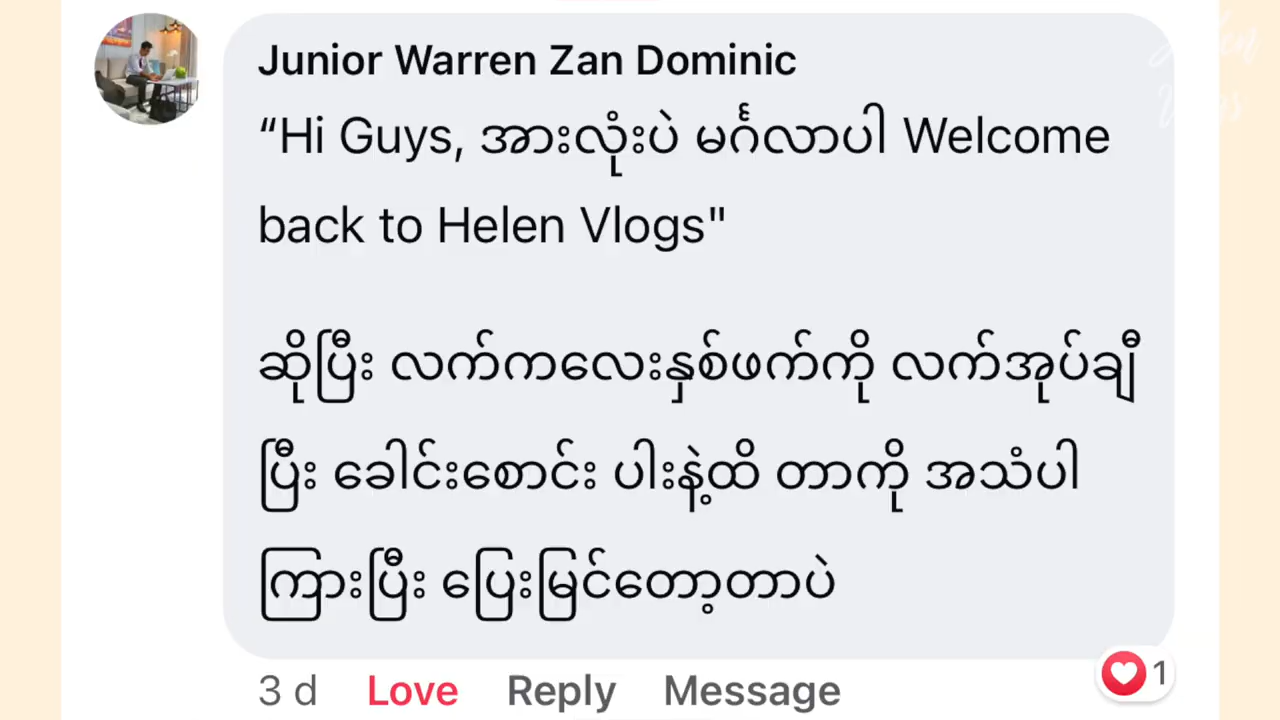 Junior Warren Zan Dominic
“Hi Guys, အားလုံးပဲ မင်္ဂလာပါ Welcome
back to Helen Vlogs"
ဆိုပြီး လက်ကလေးနှစ်ဖက်ကို လက်အုပ်ချီ
ပြီး ခေါင်းစောင်း ပါးနဲ့ထိ တာကို အသံပါ
ကြားပြီး ပြေးမြင်တော့တာပဲ
3 d Love Reply Message 1